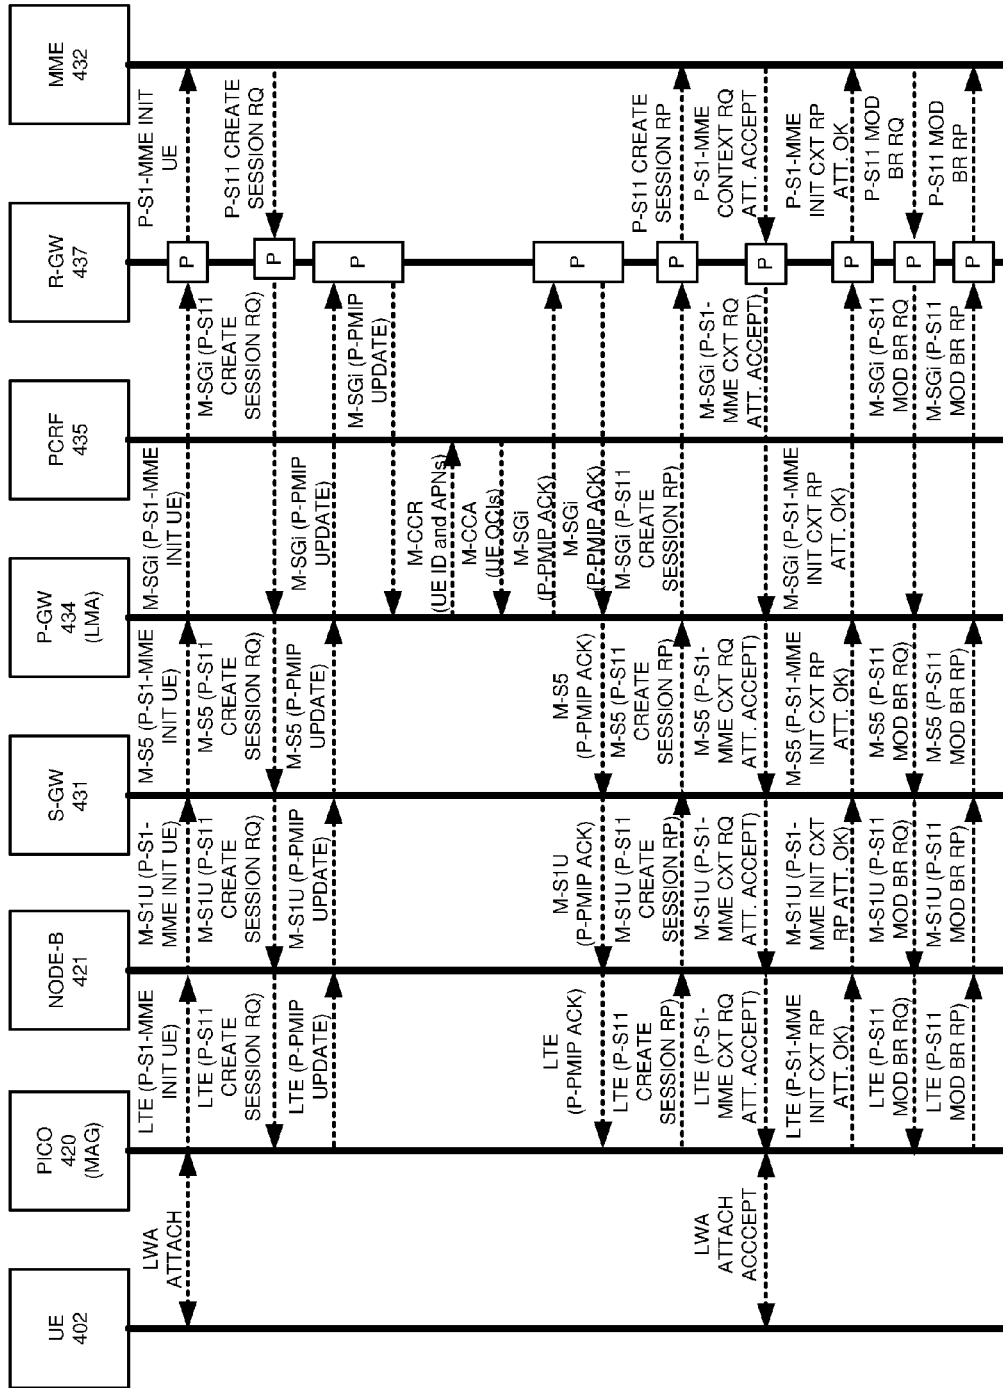 UE
402
PICO
420
(MAG)
NODE-B
421
S-GW
431
P-GW
434
(LMA)
PCRF
435
R-GW
437
MME
432
LWA
ATTACH
LTE (P-S1-MME
INIT UE)
M-S1U (P-S1-
MME INIT UE)
M-S5 (P-S1-MME
INIT UE)
M-SGi (P-S1-MME
INIT UE)
P
P-S1-MME INIT
UE
LTE (P-S11
CREATE
SESSION RQ)
M-S1U (P-S11
CREATE
SESSION RQ)
M-S5 (P-S11
CREATE
SESSION RQ)
M-SGi (P-S11
CREATE
SESSION RQ)
P
P-S11 CREATE
SESSION RQ
LTE (P-PMIP
UPDATE)
M-S1U (P-PMIP
UPDATE)
M-S5 (P-PMIP
UPDATE)
M-SGi (P-PMIP
UPDATE)
P
M-SGi (P-PMIP
UPDATE)
M-CCR
(UE ID and APNs)
M-CCA
(UE QCIs)
M-SGi
(P-PMIP ACK)
P
LTE
(P-PMIP ACK)
M-S1U
(P-PMIP ACK)
M-S5
(P-PMIP ACK)
M-SGi
(P-PMIP ACK)
LTE (P-S11
CREATE
SESSION RP)
M-S1U (P-S11
CREATE
SESSION RP)
M-S5 (P-S11
CREATE
SESSION RP)
M-SGi (P-S11
CREATE
SESSION RP)
P
P-S11 CREATE
SESSION RP
LWA
ATTACH
ACCCEPT
LTE (P-S1-
MME CXT RQ
ATT. ACCEPT)
M-S1U (P-S1-
MME CXT RQ
ATT. ACCEPT)
M-S5 (P-S1-
MME CXT RQ
ATT. ACCEPT)
M-SGi (P-S1-
MME CXT RQ
ATT. ACCEPT)
P
P-S1-MME
CONTEXT RQ
ATT. ACCEPT
LTE (P-S1-MME
INIT CXT RP
ATT. OK)
M-S1U (P-S1-
MME INIT CXT
RP ATT. OK)
M-S5 (P-S1-MME
INIT CXT RP
ATT. OK)
M-SGi (P-S1-MME
INIT CXT RP
ATT. OK)
P
P-S1-MME
INIT CXT RP
ATT. OK
LTE (P-S11
MOD BR RQ)
M-S1U (P-S11
MOD BR RQ)
M-S5 (P-S11
MOD BR RQ)
M-SGi (P-S11
MOD BR RQ
P
P-S11 MOD
BR RQ
LTE (P-S11
MOD BR RP)
M-S1U (P-S11
MOD BR RP)
M-S5 (P-S11
MOD BR RP)
M-SGi (P-S11
MOD BR RP
P
P-S11 MOD
BR RP